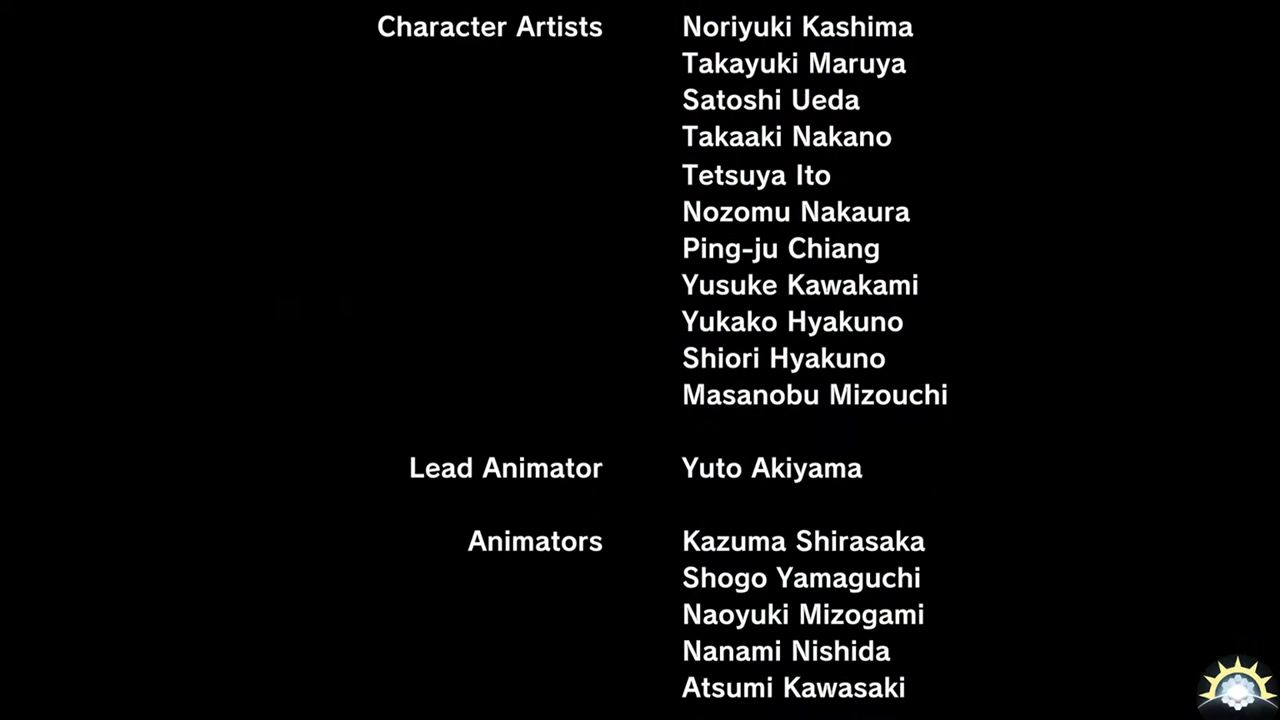 Character Artists Noriyuki Kashima
Takayuki Maruya
Satoshi Ueda
Takaaki Nakano
Tetsuya Ito
Nozomu Nakaura
Ping-ju Chiang
Yusuke Kawakami
Yukako Hyakuno
Shiori Hyakuno
Masanobu Mizouchi
Lead Animator Yuto Akiyama
Animators Kazuma Shirasaka
Shogo Yamaguchi
Naoyuki Mizogami
Nanami Nishida
Atsumi Kawasaki